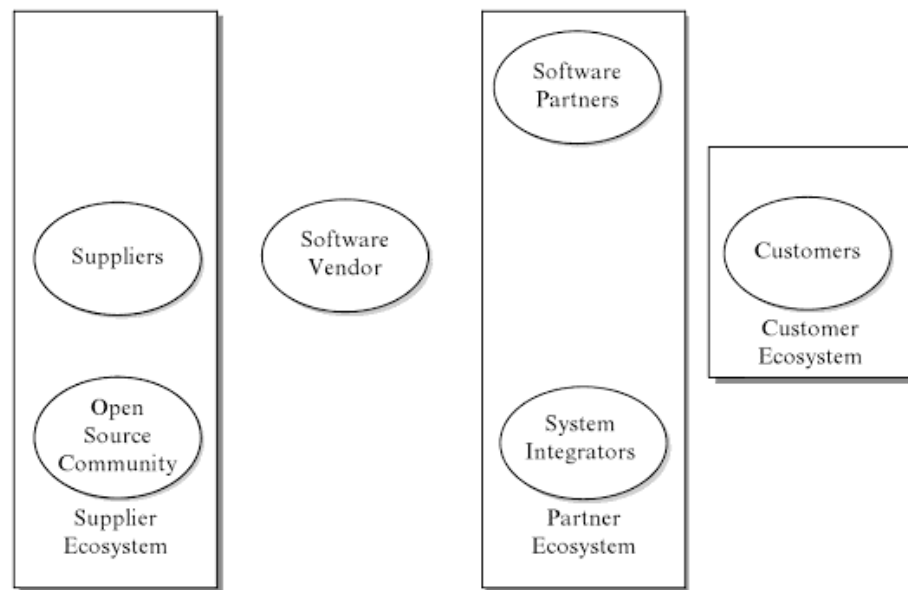 Suppliers
Open
Source
Community
Supplier
Ecosystem
Software
Vendor
Software
Partners
System
Integrators
Partner
Ecosystem
Customers
Customer
Ecosystem